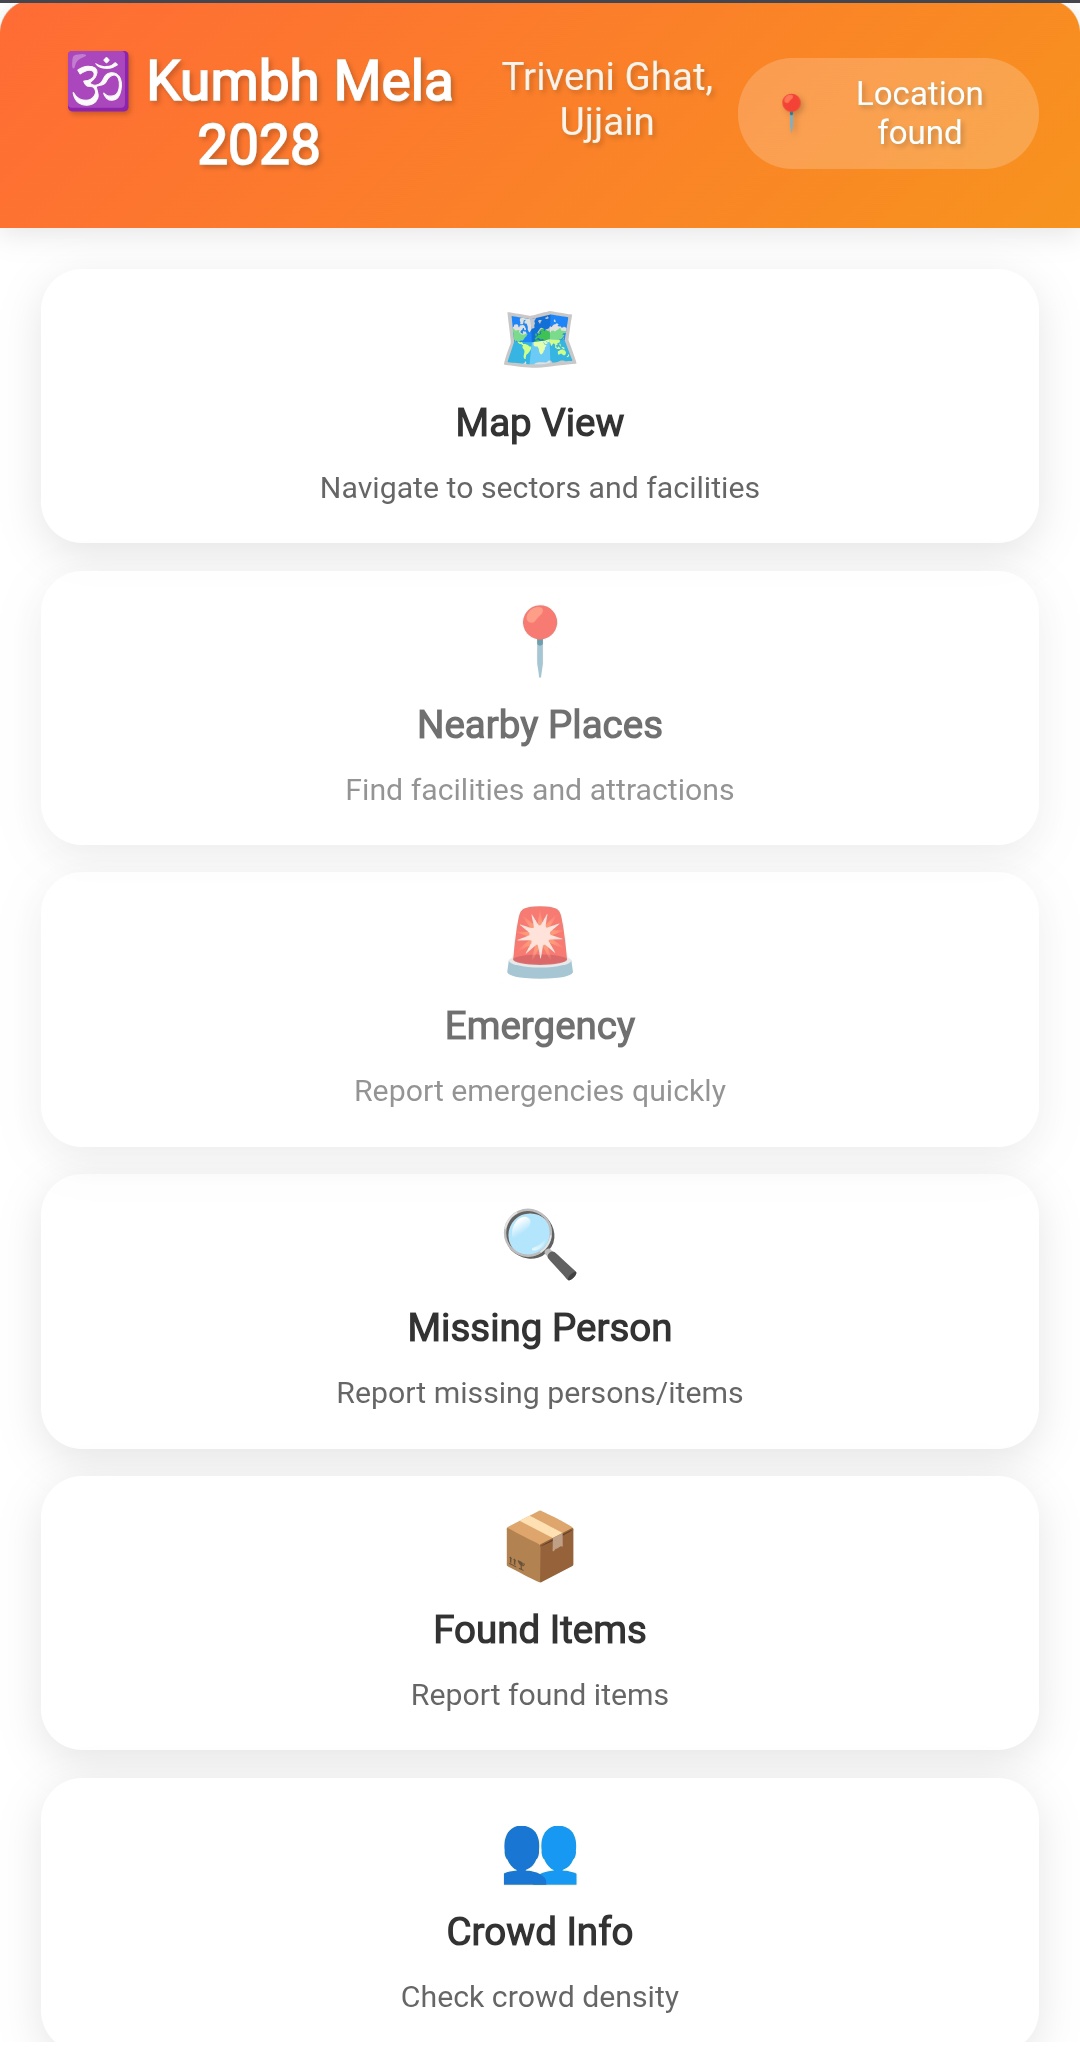 🕉️ Kumbh Mela
2028
Triveni Ghat,
Ujjain
Location
found
Map View
Navigate to sectors and facilities
Nearby Places
Find facilities and attractions
Emergency
Report emergencies quickly
Missing Person
Report missing persons/items
Found Items
Report found items
Crowd Info
Check crowd density